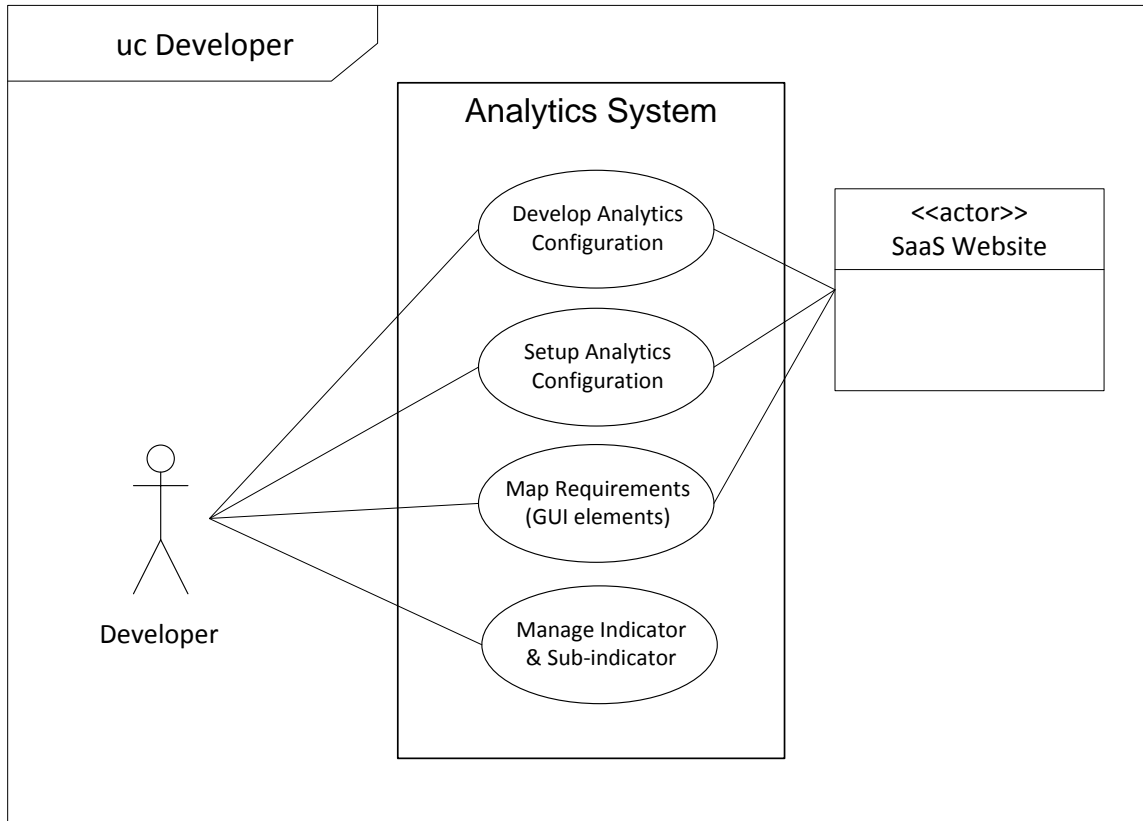 uc Developer
Analytics System
Develop Analytics
Configuration
<<actor>>
SaaS Website
Setup Analytics
Configuration
Map Requirements
(GUI elements)
Manage Indicator
& Sub-indicator
Developer